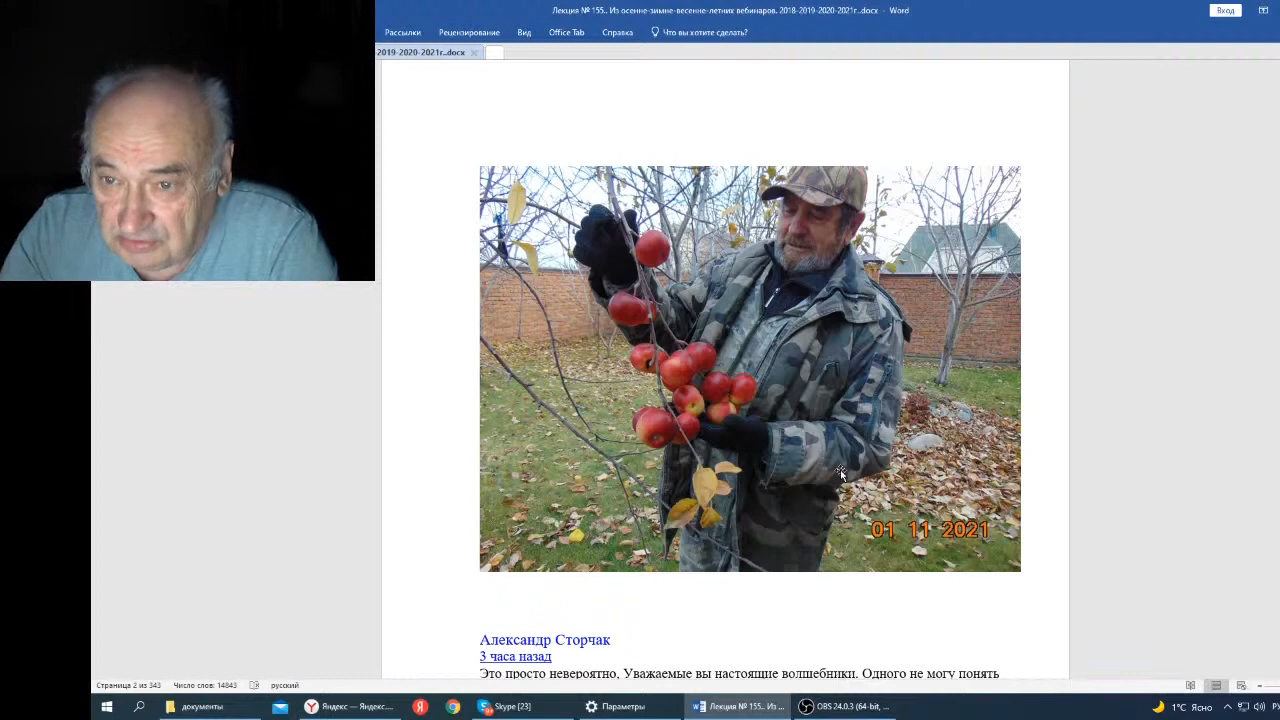 Лекция № 155.. Из осенне-зимне-весенне-летних вебинаров. 2018-2019-2020-2021г...docx - Word
Вход
Рассылки Рецензирование Вид Office Tab Справка Что вы хотите сделать?
2019-2020-2021г...docx
01 11 2021
Александр Сторчак
3 часа назад
Это просто невероятно, Уважаемые вы настоящие волшебники. Одного не могу понять
Страница 2 из 343 Число слов: 14843 русский
документы Яндекс — Яндекс.... Skype [23] Параметры Лекция № 155.. Из ... OBS 24.0.3 (64-bit, ... 1°C Ясно